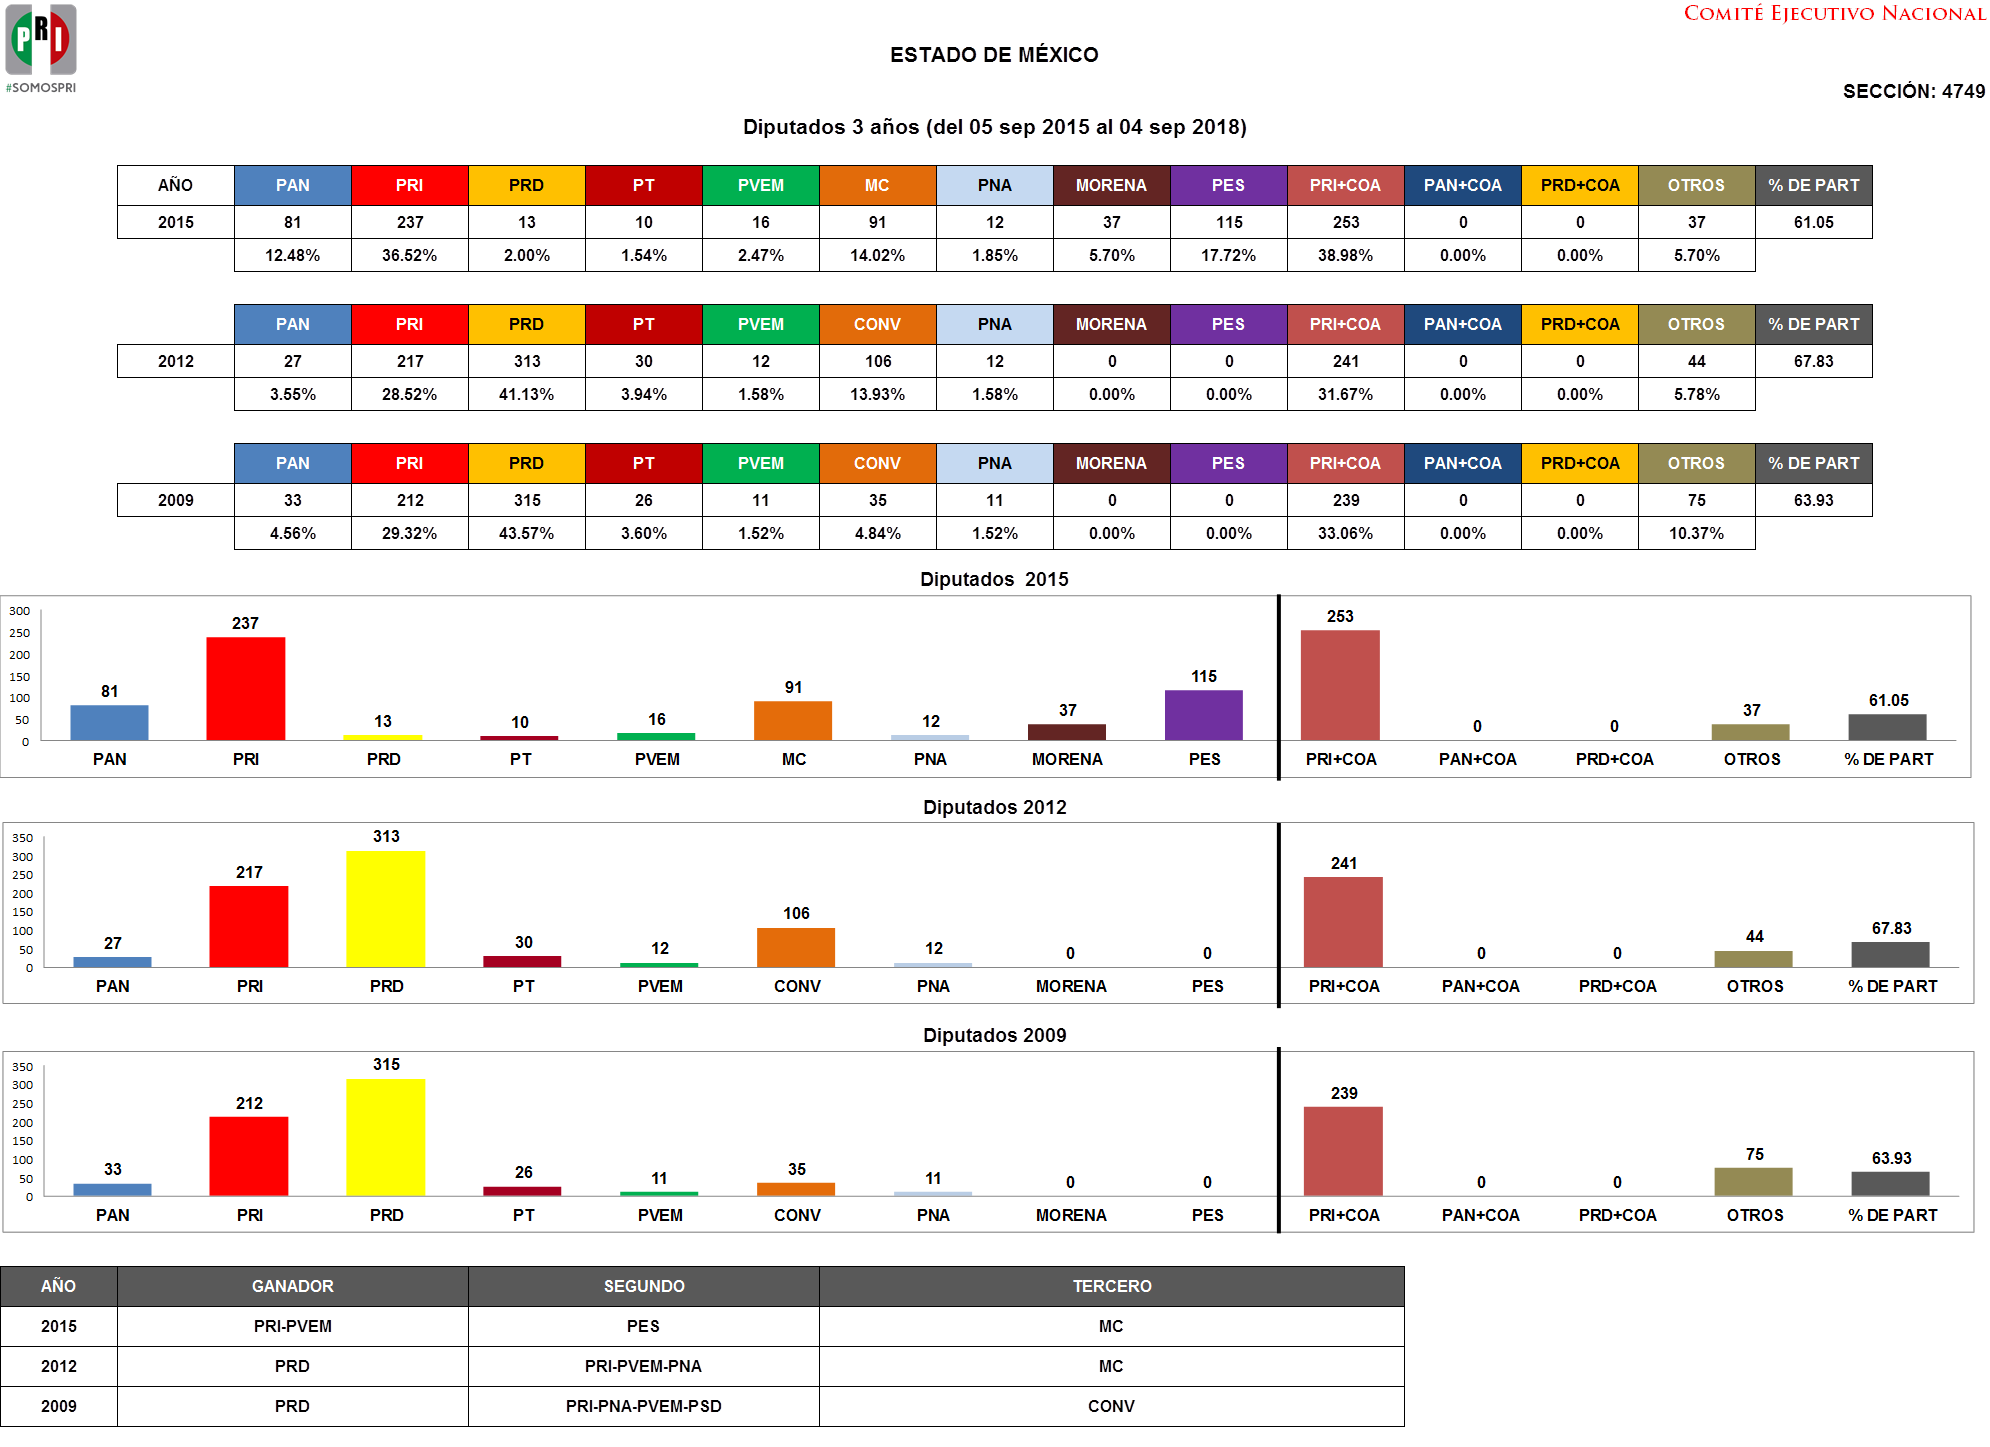 PRI
#SOMOSPRI
COMITÉ EJECUTIVO NACIONAL
ESTADO DE MÉXICO
SECCIÓN: 4749
Diputados 3 años (del 05 sep 2015 al 04 sep 2018)
AÑO PAN PRI PRD PT PVEM MC PNA MORENA PES PRI+COA PAN+COA PRD+COA OTROS % DE PART
2015 81 237 13 10 16 91 12 37 115 253 0 0 37 61.05
12.48% 36.52% 2.00% 1.54% 2.47% 14.02% 1.85% 5.70% 17.72% 38.98% 0.00% 0.00% 5.70%
PAN PRI PRD PT PVEM CONV PNA MORENA PES PRI+COA PAN+COA PRD+COA OTROS % DE PART
2012 27 217 313 30 12 106 12 0 0 241 0 0 44 67.83
3.55% 28.52% 41.13% 3.94% 1.58% 13.93% 1.58% 0.00% 0.00% 31.67% 0.00% 0.00% 5.78%
PAN PRI PRD PT PVEM CONV PNA MORENA PES PRI+COA PAN+COA PRD+COA OTROS % DE PART
2009 33 212 315 26 11 35 11 0 0 239 0 0 75 63.93
4.56% 29.32% 43.57% 3.60% 1.52% 4.84% 1.52% 0.00% 0.00% 33.06% 0.00% 0.00% 10.37%
Diputados 2015
300
250
200
150
100
50
0
81 237 13 10 16 91 12 37 115 253 0 0 37 61.05
PAN PRI PRD PT PVEM MC PNA MORENA PES PRI+COA PAN+COA PRD+COA OTROS % DE PART
Diputados 2012
350
300
250
200
150
100
50
0
27 217 313 30 12 106 12 0 0 241 0 0 44 67.83
PAN PRI PRD PT PVEM CONV PNA MORENA PES PRI+COA PAN+COA PRD+COA OTROS % DE PART
Diputados 2009
350
300
250
200
150
100
50
0
33 212 315 26 11 35 11 0 0 239 0 0 75 63.93
PAN PRI PRD PT PVEM CONV PNA MORENA PES PRI+COA PAN+COA PRD+COA OTROS % DE PART
AÑO GANADOR SEGUNDO TERCERO
2015 PRI-PVEM PES MC
2012 PRD PRI-PVEM-PNA MC
2009 PRD PRI-PNA-PVEM-PSD CONV